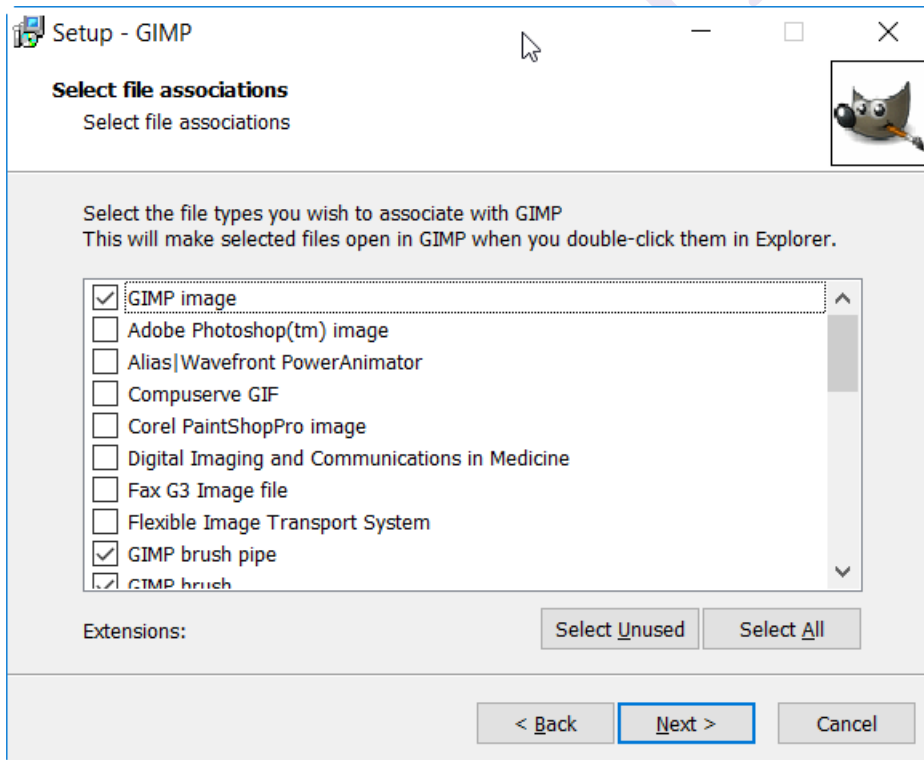 Setup - GIMP
Select file associations
Select file associations
Select the file types you wish to associate with GIMP
This will make selected files open in GIMP when you double-click them in Explorer.
GIMP image
Adobe Photoshop(tm) image
Alias|Wavefront PowerAnimator
Compuserve GIF
Corel PaintShopPro image
Digital Imaging and Communications in Medicine
Fax G3 Image file
Flexible Image Transport System
GIMP brush pipe
GIMP brush
Extensions:
Select Unused
Select All
< Back
Next >
Cancel